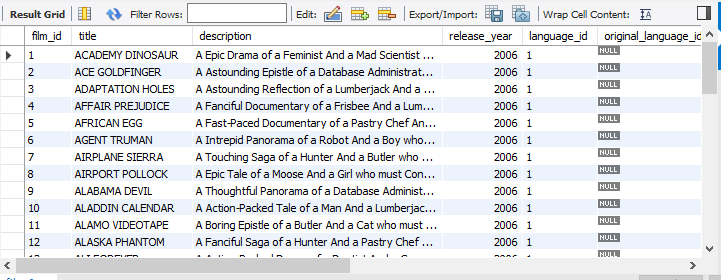 Result Grid Filter Rows: Edit: Export/Import: Wrap Cell Content: IA
film_id title description release_year language_id original_language_id
1 ACADEMY DINOSAUR A Epic Drama of a Feminist And a Mad Scientist ... 2006 1 NULL
2 ACE GOLDFINGER A Astounding Epistle of a Database Administrat... 2006 1 NULL
3 ADAPTATION HOLES A Astounding Reflection of a Lumberjack And a ... 2006 1 NULL
4 AFFAIR PREJUDICE A Fanciful Documentary of a Frisbee And a Lum... 2006 1 NULL
5 AFRICAN EGG A Fast-Paced Documentary of a Pastry Chef An... 2006 1 NULL
6 AGENT TRUMAN A Intrepid Panorama of a Robot And a Boy who... 2006 1 NULL
7 AIRPLANE SIERRA A Touching Saga of a Hunter And a Butler who ... 2006 1 NULL
8 AIRPORT POLLOCK A Epic Tale of a Moose And a Girl who must Con... 2006 1 NULL
9 ALABAMA DEVIL A Thoughtful Panorama of a Database Administ... 2006 1 NULL
10 ALADDIN CALENDAR A Action-Packed Tale of a Man And a Lumberjac... 2006 1 NULL
11 ALAMO VIDEOTAPE A Boring Epistle of a Butler And a Cat who must ... 2006 1 NULL
12 ALASKA PHANTOM A Fanciful Saga of a Hunter And a Pastry Chef ... 2006 1 NULL